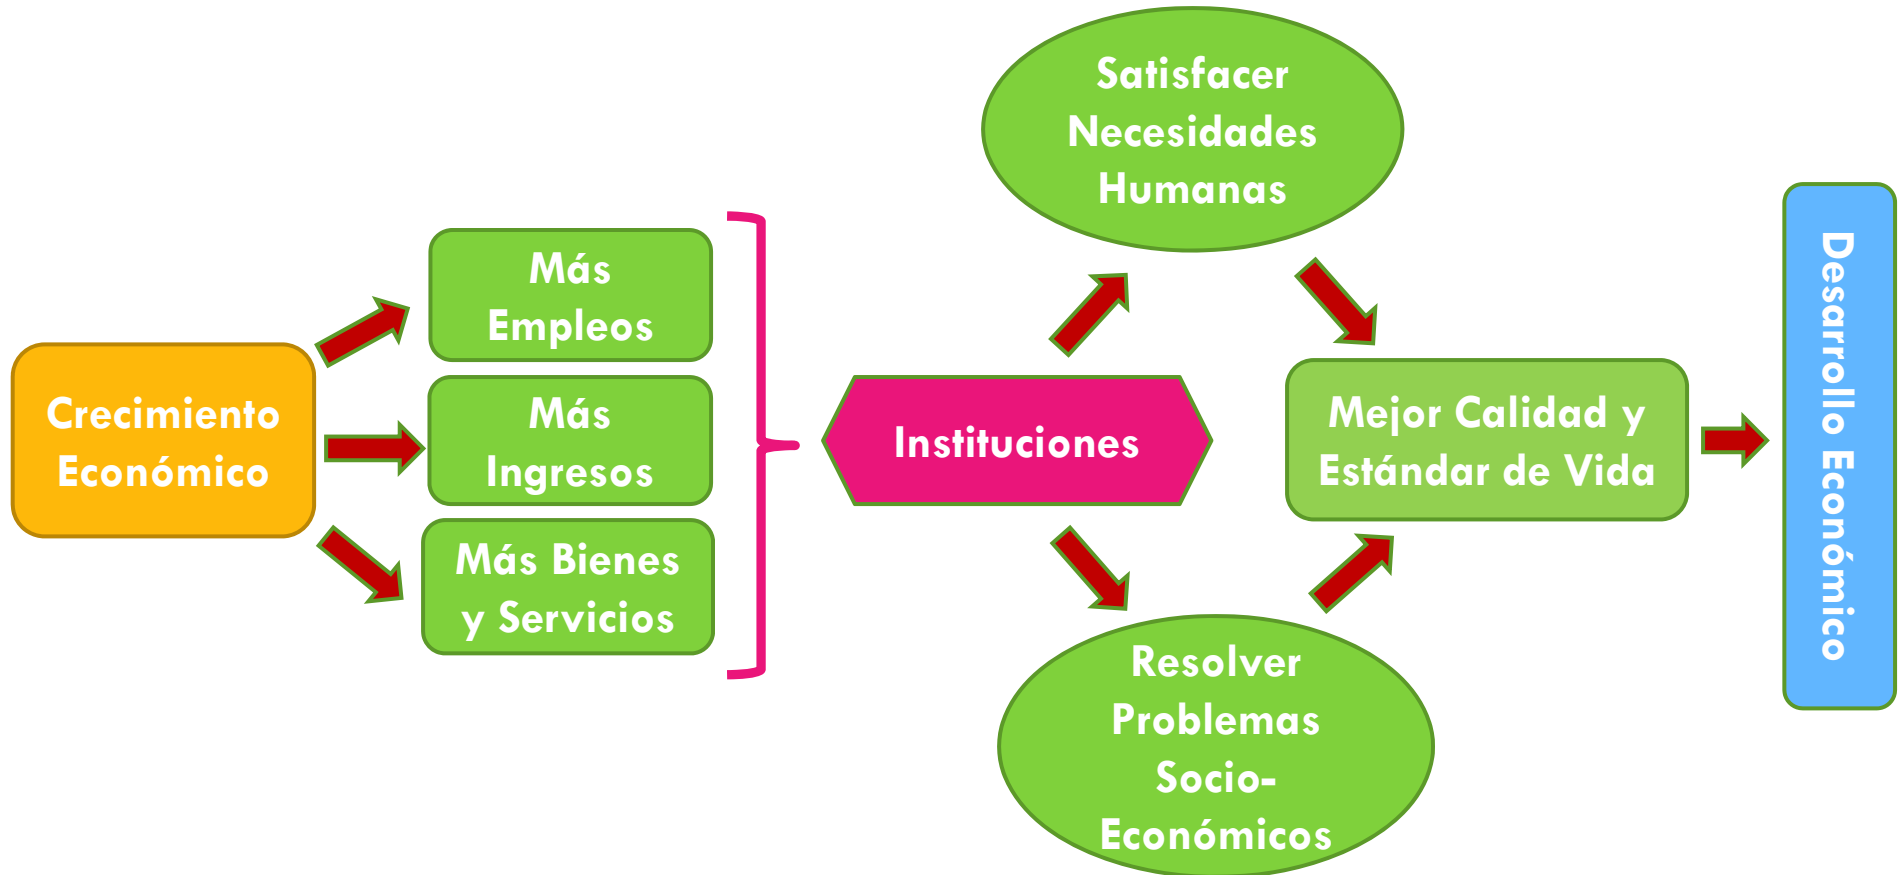 Crecimiento
Económico
Más
Empleos
Más
Ingresos
Más Bienes
y Servicios
Instituciones
Satisfacer
Necesidades
Humanas
Resolver
Problemas
Socio-
Económicos
Mejor Calidad y
Estándar de Vida
Desarrollo Económico